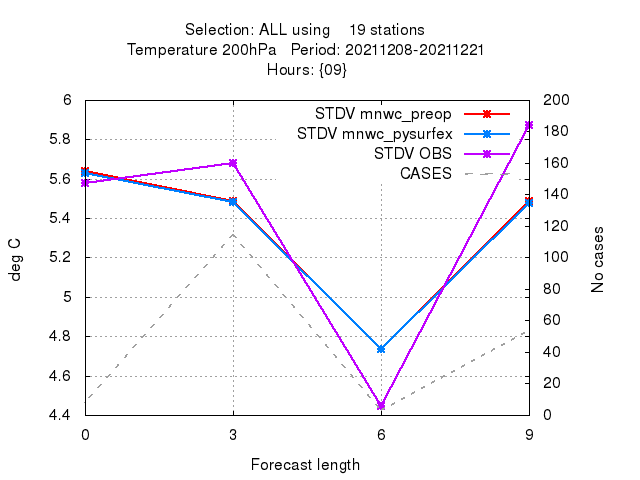 Selection: ALL using    19 stations
Temperature 200hPa   Period: 20211208-20211221
Hours: {09}
STDV mnwc_preop
STDV mnwc_pysurfex
STDV OBS
CASES
deg C
6
5.8
5.6
5.4
5.2
5
4.8
4.6
4.4
200
180
160
140
120
100
80
60
40
20
0
No cases
0 3 6 9
Forecast length